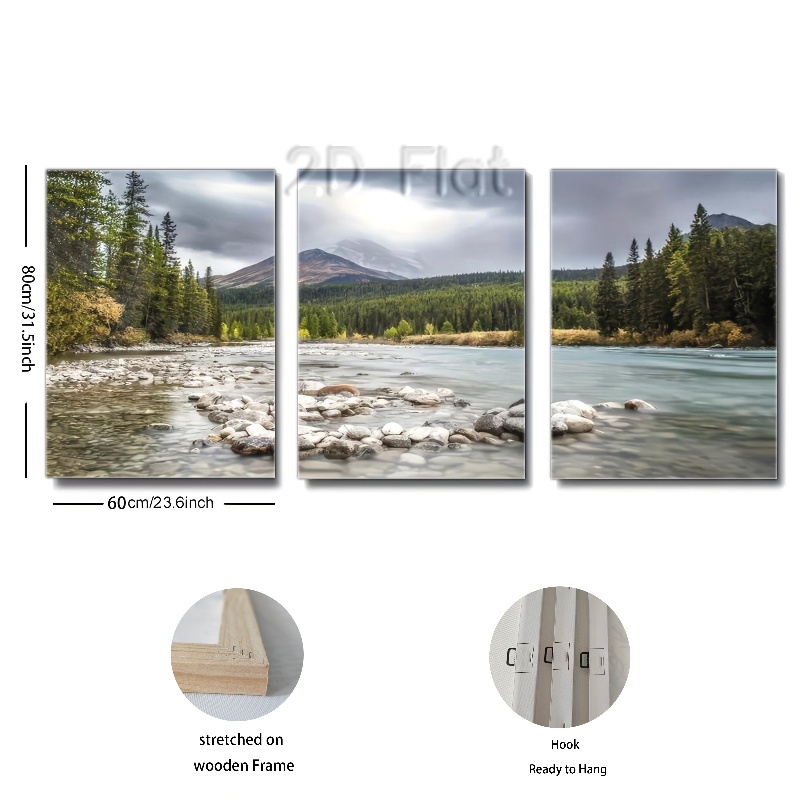 2D Flat
80cm/31.5inch
60cm/23.6inch
stretched on
wooden Frame
Hook
Ready to Hang